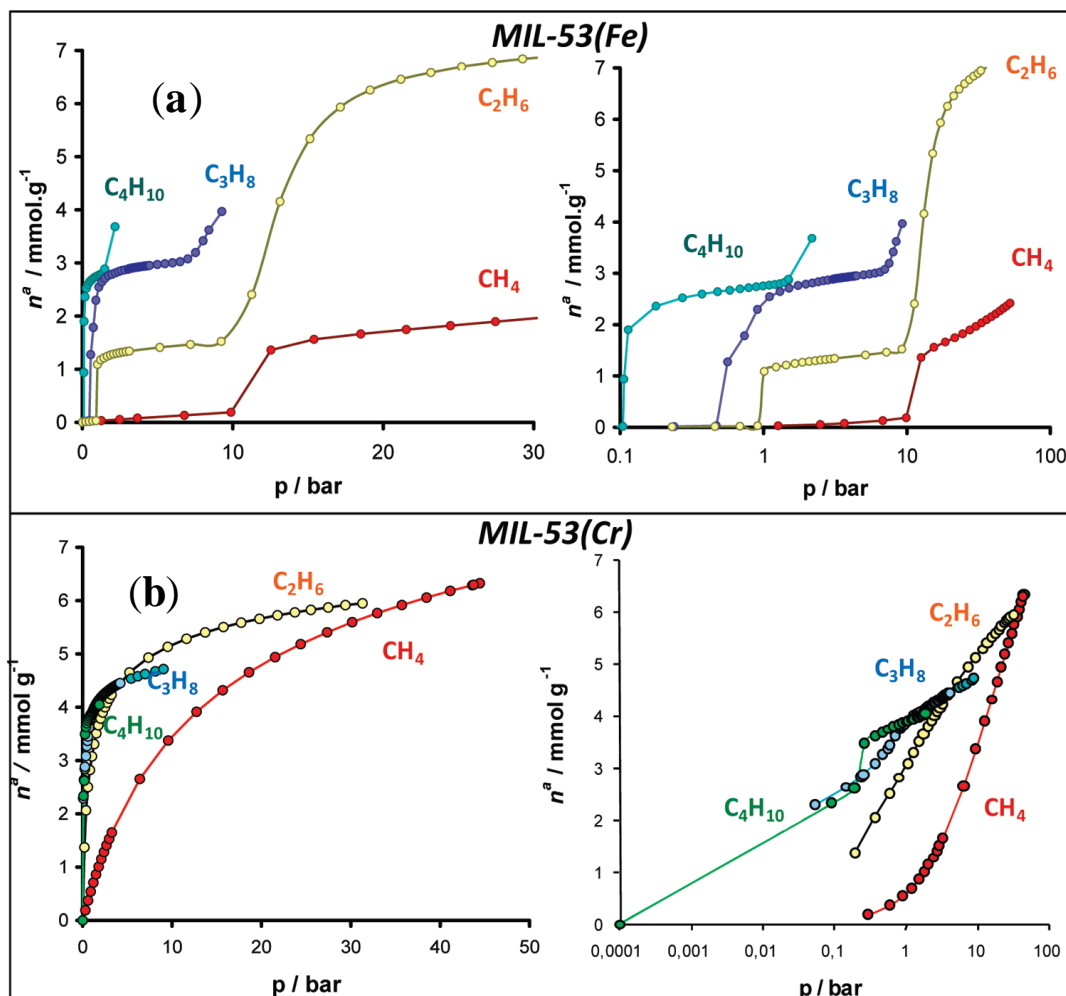 MIL-53(Fe)
(a)
7
6
5
4
3
2
1
0
nᵃ / mmol.g⁻¹
0 10 20 30
p / bar
C₄H₁₀
C₃H₈
C₂H₆
CH₄
7
6
5
4
3
2
1
0
nᵃ / mmol.g⁻¹
0.1 1 10 100
p / bar
C₄H₁₀
C₃H₈
C₂H₆
CH₄
MIL-53(Cr)
(b)
7
6
5
4
3
2
1
0
nᵃ / mmol g⁻¹
0 10 20 30 40 50
p / bar
C₂H₆
C₃H₈
CH₄
C₄H₁₀
7
6
5
4
3
2
1
0
nᵃ / mmol g⁻¹
0,0001 0,001 0,01 0,1 1 10 100
p / bar
C₂H₆
C₃H₈
C₄H₁₀
CH₄